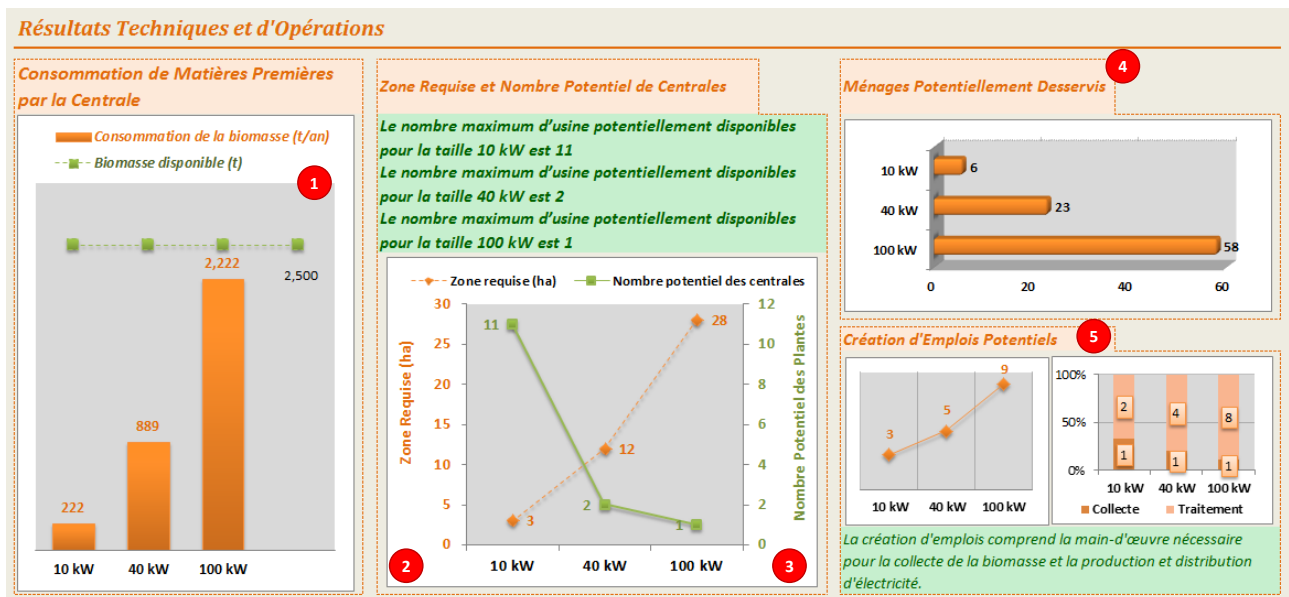 Résultats Techniques et d'Opérations
Consommation de Matières Premières
par la Centrale
Consommation de la biomasse (t/an)
Biomasse disponible (t)
1
2,500
2,222
889
222
10 kW 40 kW 100 kW
Zone Requise et Nombre Potentiel de Centrales
Le nombre maximum d'usine potentiellement disponibles
pour la taille 10 kW est 11
Le nombre maximum d'usine potentiellement disponibles
pour la taille 40 kW est 2
Le nombre maximum d'usine potentiellement disponibles
pour la taille 100 kW est 1
Zone requise (ha) Nombre potentiel des centrales
Zone Requise (ha)
30
25
20
15
10
5
0
11
28
12
2
3
1
12
10
8
6
4
2
0
Nombre Potentiel des Plantes
10 kW 40 kW 100 kW
2
3
Ménages Potentiellement Desservis
4
10 kW 6
40 kW 23
100 kW 58
0 20 40 60
Création d'Emplois Potentiels
5
3 5 9
10 kW 40 kW 100 kW
100%
50%
0%
2 4 8
1 1 1
10 kW 40 kW 100 kW
Collecte Traitement
La création d'emplois comprend la main-d'œuvre nécessaire
pour la collecte de la biomasse et la production et distribution
d'électricité.